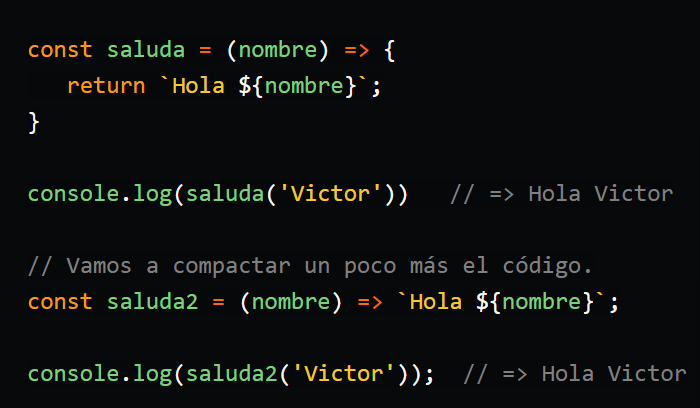 const saluda = (nombre) => {
   return `Hola ${nombre}`;
}
console.log(saluda('Victor'))   // => Hola Victor
// Vamos a compactar un poco más el código.
const saluda2 = (nombre) => `Hola ${nombre}`;
console.log(saluda2('Victor'));  // => Hola Victor